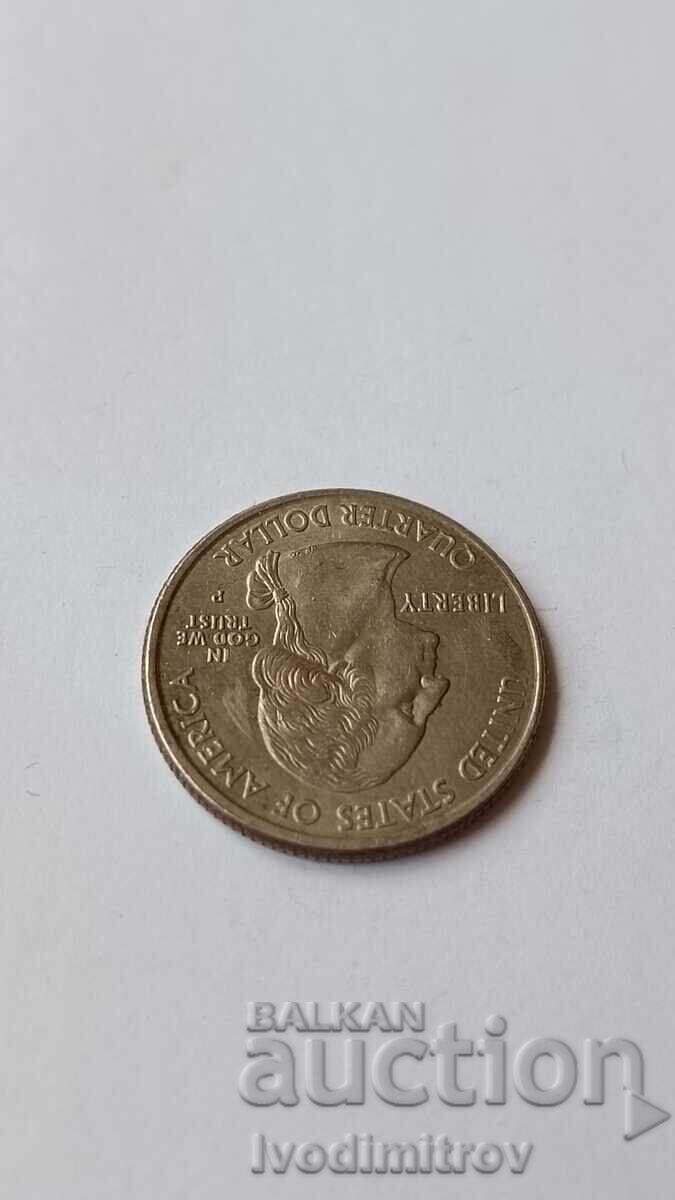 UNITED STATES OF AMERICA
LIBERTY
IN
GOD WE
TRUST
P
QUARTER DOLLAR
BALKAN
auction
Ivodimitrov